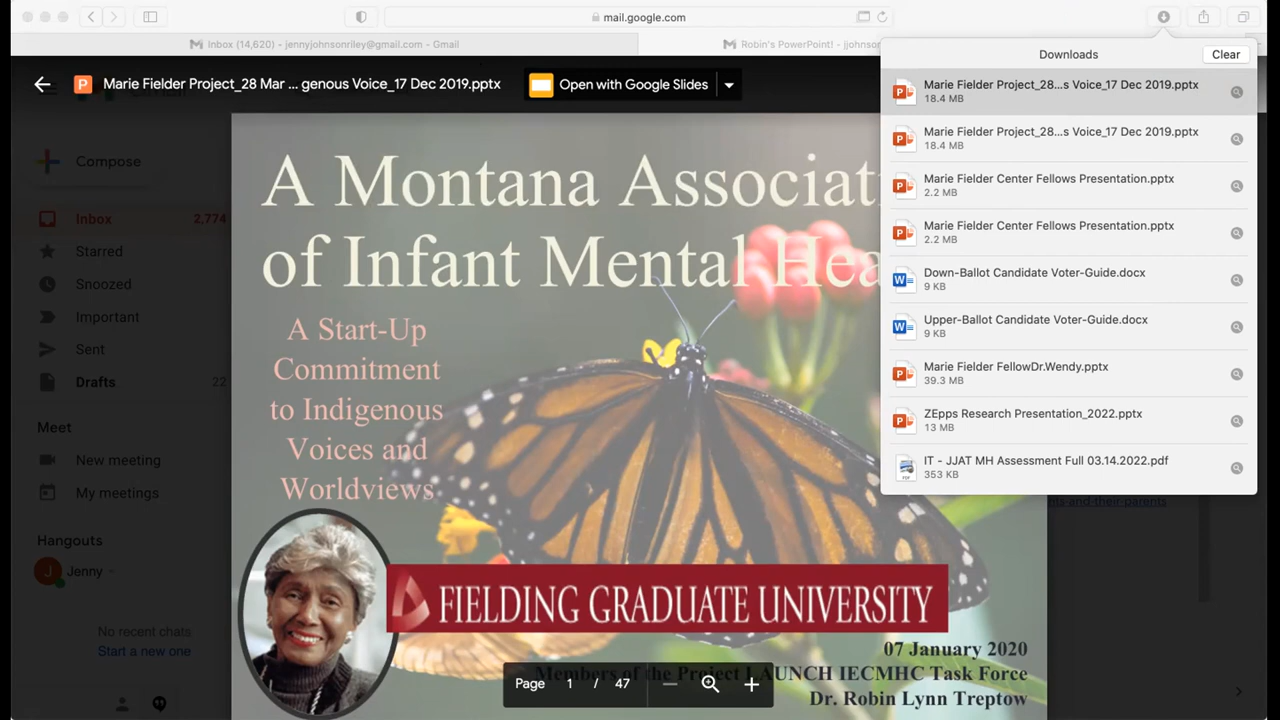 mail.google.com
Inbox (14,620) - jennyjohnsonriley@gmail.com - Gmail
Robin's PowerPoint! - jjohnson
Downloads
Clear
Marie Fielder Project_28 Mar ... genous Voice_17 Dec 2019.pptx
Open with Google Slides
Marie Fielder Project_28...s Voice_17 Dec 2019.pptx
18.4 MB
Marie Fielder Project_28...s Voice_17 Dec 2019.pptx
18.4 MB
Marie Fielder Center Fellows Presentation.pptx
2.2 MB
Marie Fielder Center Fellows Presentation.pptx
2.2 MB
Down-Ballot Candidate Voter-Guide.docx
9 KB
Upper-Ballot Candidate Voter-Guide.docx
9 KB
Marie Fielder FellowDr.Wendy.pptx
39.3 MB
ZEpps Research Presentation_2022.pptx
13 MB
IT - JJAT MH Assessment Full 03.14.2022.pdf
353 KB
Compose
Inbox 2,774
Starred
Snoozed
Important
Sent
Drafts 22
Meet
New meeting
My meetings
Hangouts
Jenny
No recent chats
Start a new one
A Montana Associat
of Infant Mental Hea
A Start-Up
Commitment
to Indigenous
Voices and
Worldviews
nts and their parents
FIELDING GRADUATE UNIVERSITY
07 January 2020
Members of the Project LAUNCH IECMHC Task Force
Dr. Robin Lynn Treptow
Page 1 / 47